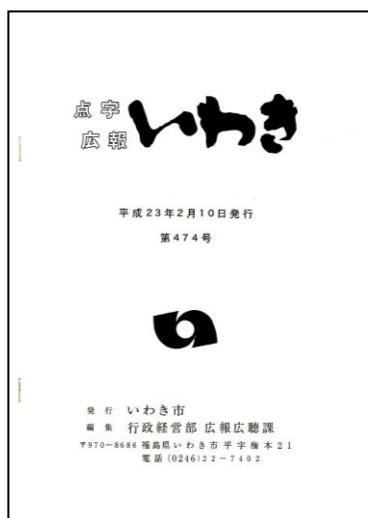 点字
広報 いわき
平成23年2月10日発行
第474号
発行 いわき市
編集 行政経営部 広報広聴課
〒970-8686 福島県いわき市平字梅本21
電話(0246)22-7402